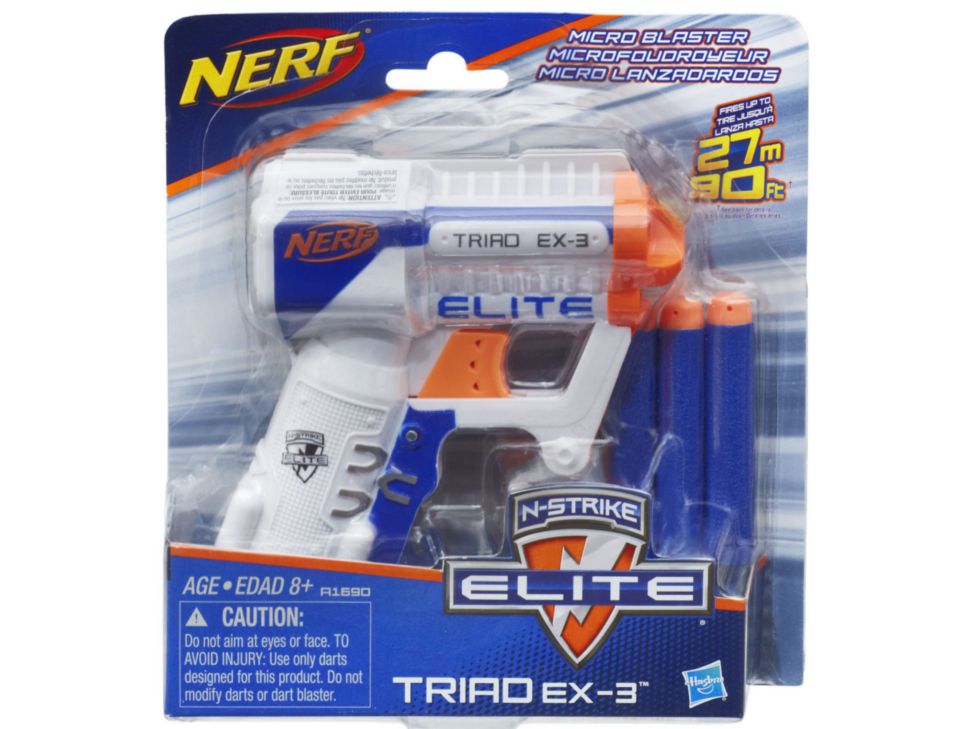 NERF
MICRO BLASTER
MICROFOUDROYEUR
MICRO LANZADARDOS
FIRES UP TO
TIRE JUSQU'À
LANZA HASTA
27m
90Ft
NERF
TRIAD EX-3
ELITE
N-STRIKE
ELITE
N-STRIKE
ELITE
AGE • EDAD 8+ A1690
⚠ CAUTION:
Do not aim at eyes or face. TO
AVOID INJURY: Use only darts
designed for this product. Do not
modify darts or dart blaster.
TRIAD EX-3™
Hasbro